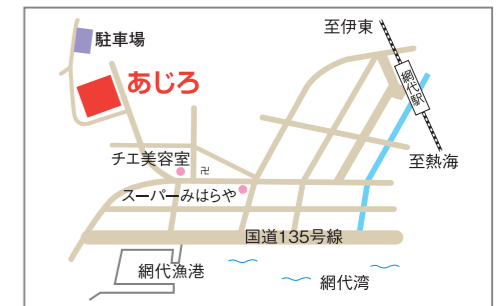 至伊東
駐車場
あじろ
網代駅
チエ美容室
卍
至熱海
スーパーみはらや
国道135号線
網代漁港
網代湾